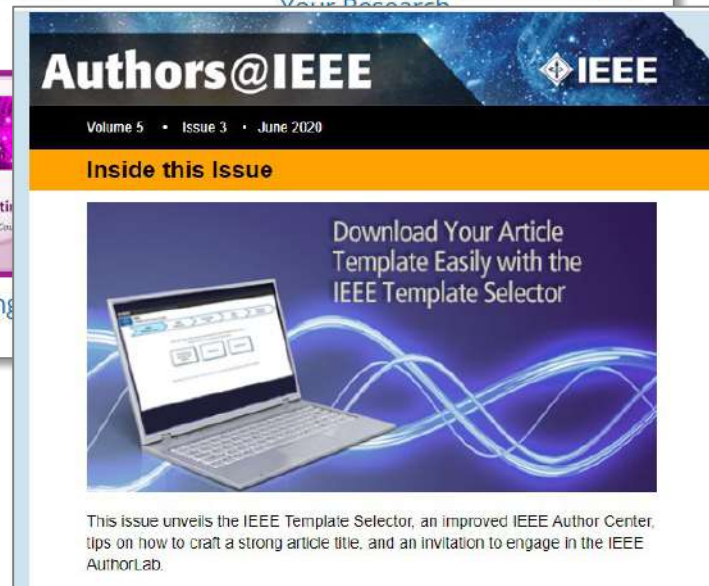 Your Research
Authors@IEEE
IEEE
Volume 5 • Issue 3 • June 2020
Inside this Issue
Download Your Article
Template Easily with the
IEEE Template Selector
This issue unveils the IEEE Template Selector, an improved IEEE Author Center,
tips on how to craft a strong article title, and an invitation to engage in the IEEE
AuthorLab.